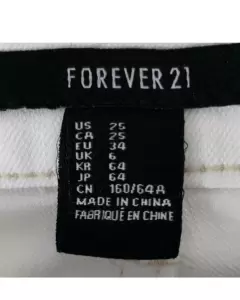 FOREVER 21
US 25
CA 25
EU 34
UK 6
KR 64
JP 64
CN 160/64A
MADE IN CHINA
FABRIQUÉ EN CHINE